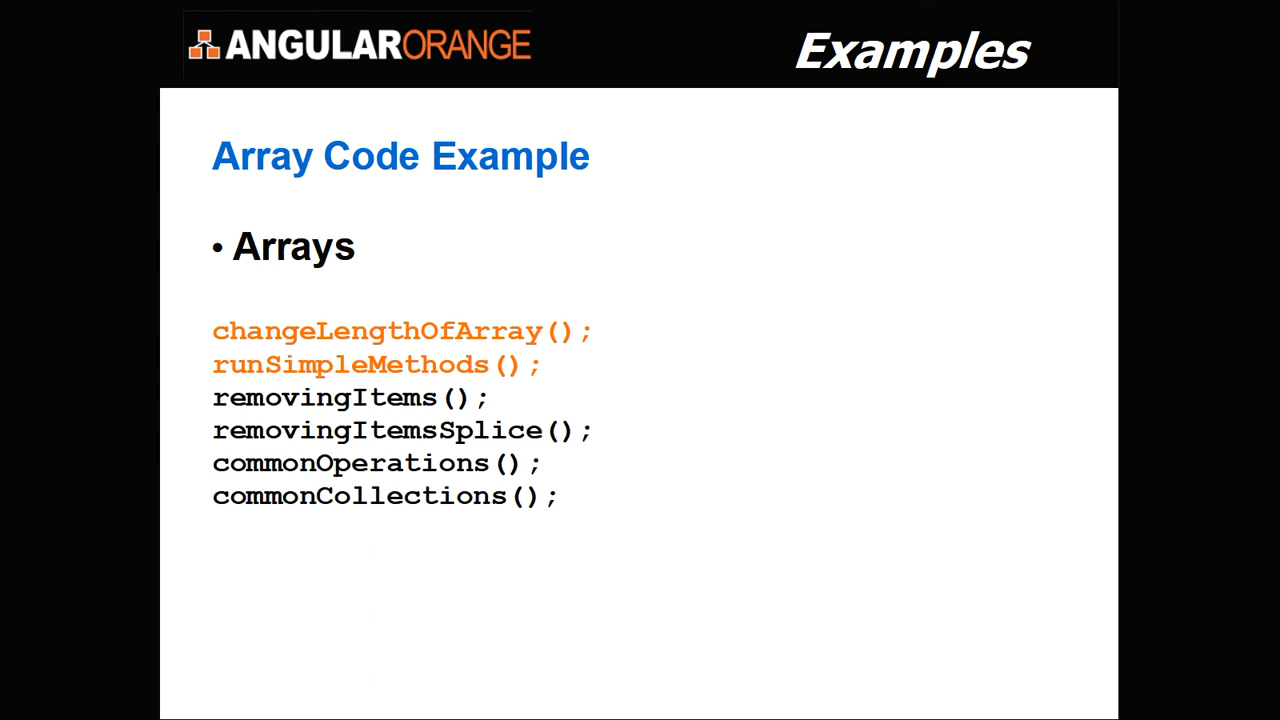 ANGULARORANGE
Examples
Array Code Example
• Arrays
changeLengthOfArray();
runSimpleMethods();
removingItems();
removingItemsSplice();
commonOperations();
commonCollections();